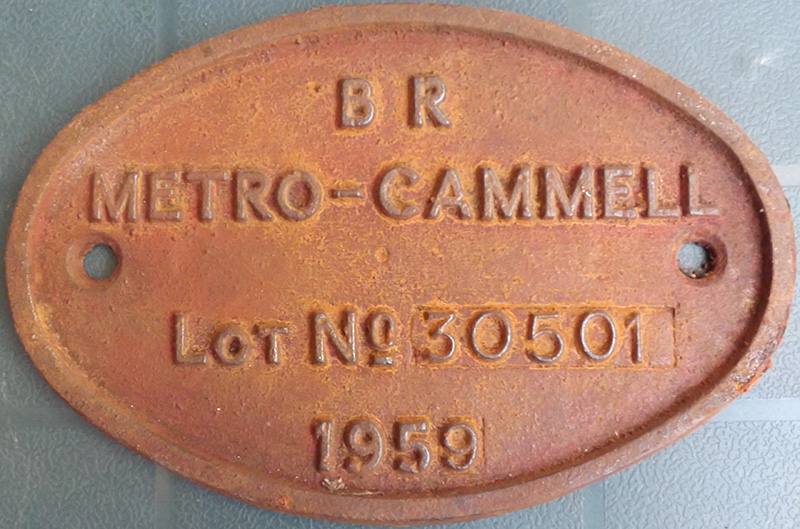 B R
METRO-CAMMELL
LOT Nº 30501
1959